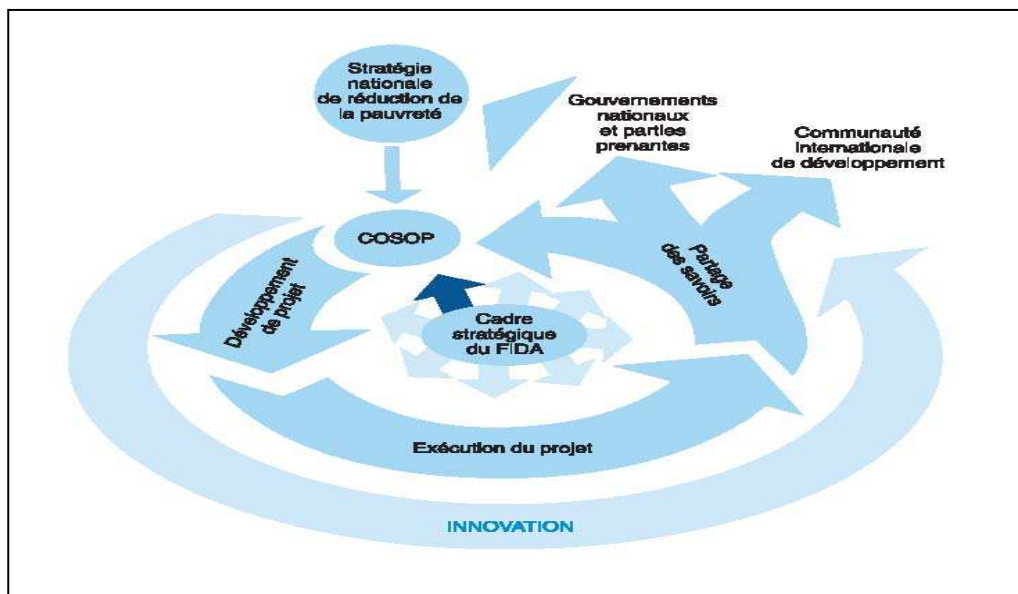 Stratégie
nationale
de réduction de
la pauvreté
Gouvernements
nationaux
et parties
prenantes
Communauté
internationale
de développement
COSOP
Développement
de projet
Partage
des savoirs
Cadre
stratégique
du FIDA
Exécution du projet
INNOVATION